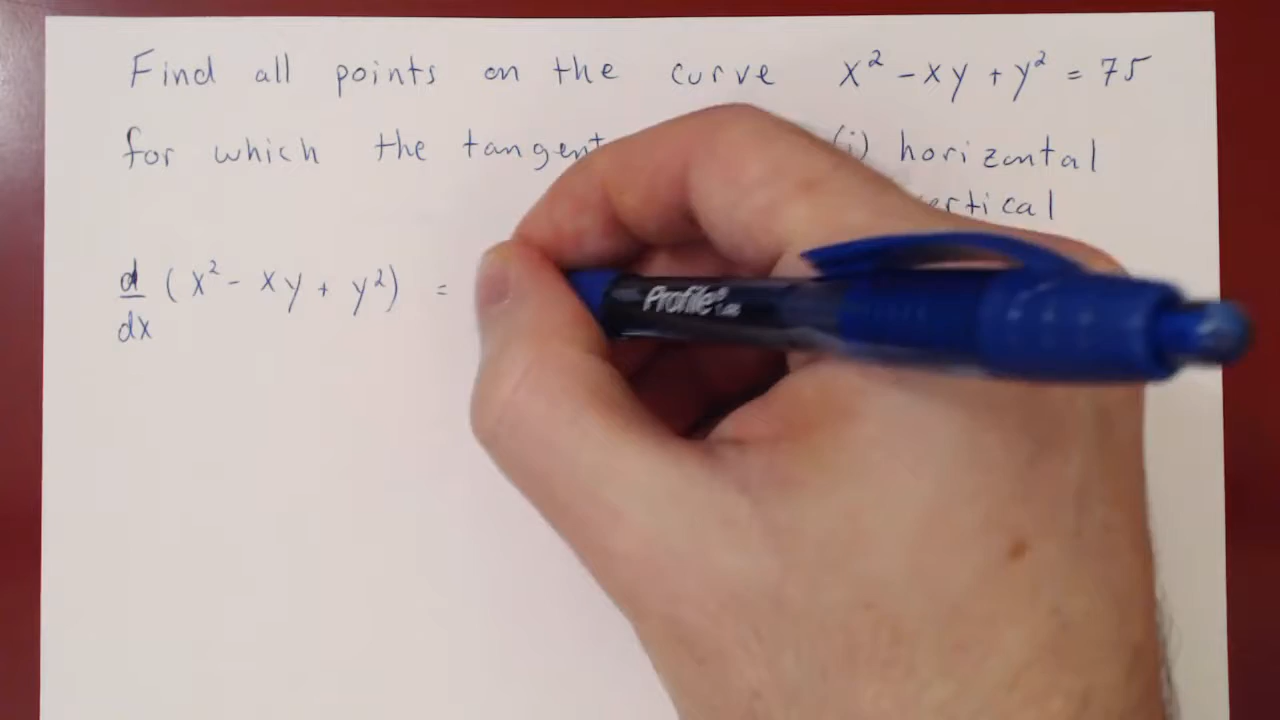 Find all points on the curve x² - xy + y² = 75
for which the tangent (i) horizontal
d/dx (x² - xy + y²) =
Profile